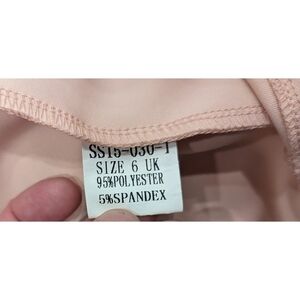 SS15-030-1
SIZE 6 UK
95%POLYESTER
5%SPANDEX